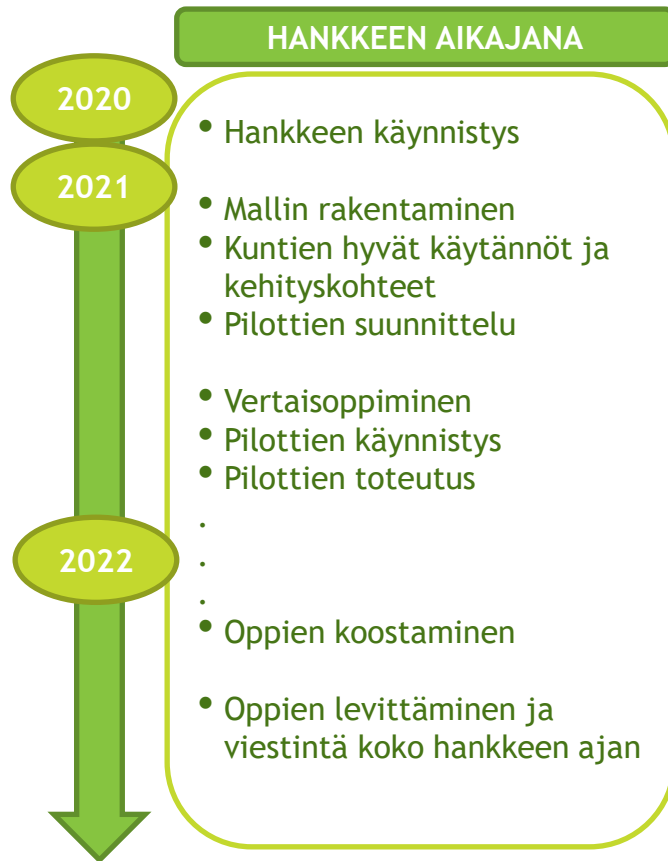 HANKKEEN AIKAJANA
2020
• Hankkeen käynnistys
2021
• Mallin rakentaminen
• Kuntien hyvät käytännöt ja
kehityskohteet
• Pilottien suunnittelu
• Vertaisoppiminen
• Pilottien käynnistys
• Pilottien toteutus
.
2022
.
.
• Oppien koostaminen
• Oppien levittäminen ja
viestintä koko hankkeen ajan